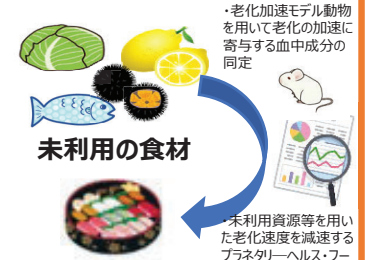 ・老化加速モデル動物
を用いて老化の加速に
寄与する血中成分の
同定
未利用の食材
・未利用資源等を用い
た老化速度を減速する
プラネタリーヘルス・フー